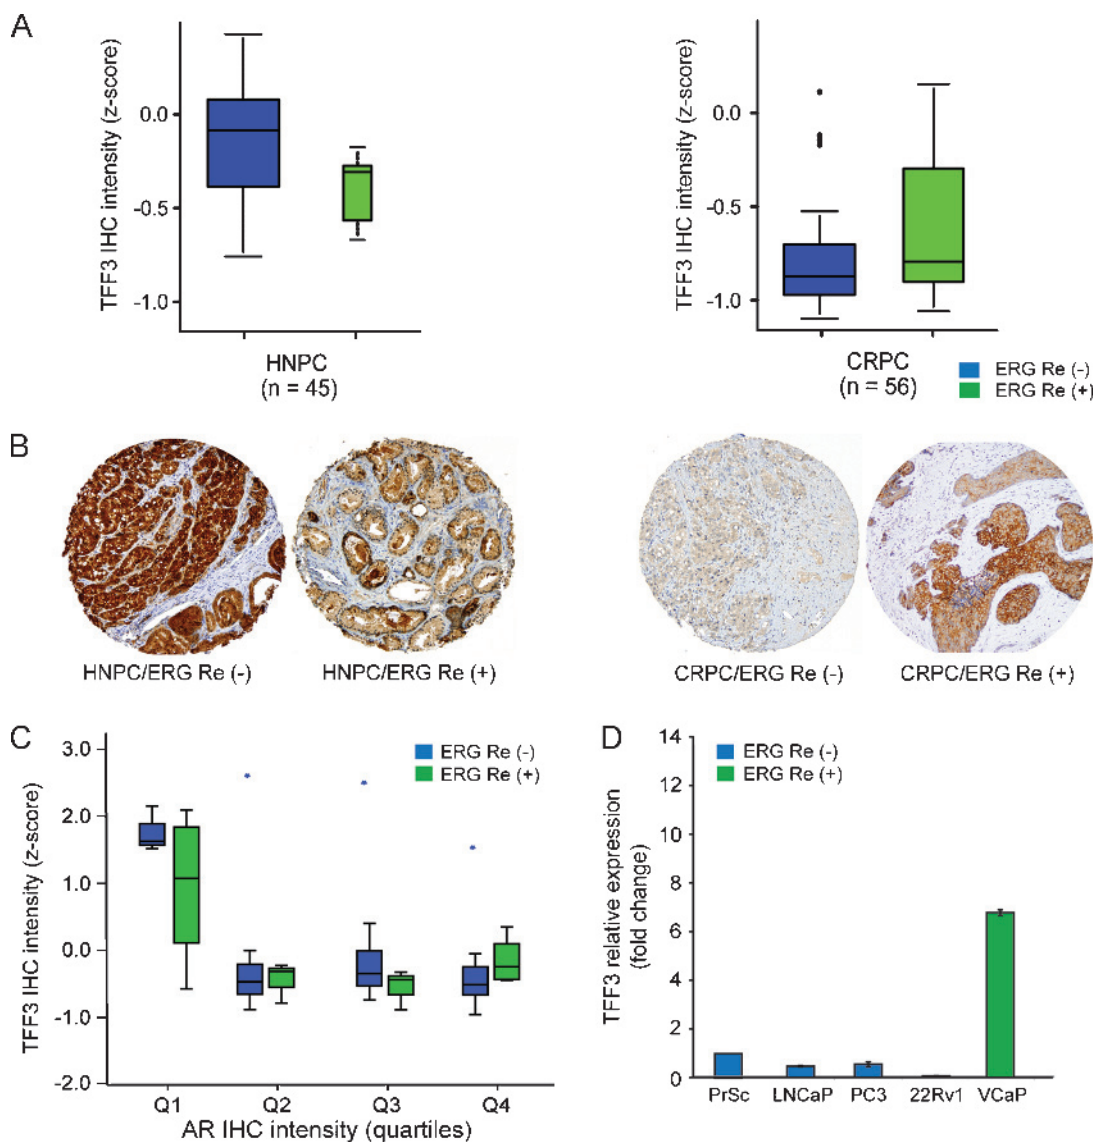 A
TFF3 IHC intensity (z-score)
0.0
-0.5
-1.0
HNPC
(n = 45)
TFF3 IHC intensity (z-score)
0.0
-0.5
-1.0
CRPC
(n = 56)
ERG Re (-)
ERG Re (+)
B
HNPC/ERG Re (-)
HNPC/ERG Re (+)
CRPC/ERG Re (-)
CRPC/ERG Re (+)
C
TFF3 IHC intensity (z-score)
3.0
2.0
1.0
0.0
-1.0
-2.0
ERG Re (-)
ERG Re (+)
Q1 Q2 Q3 Q4
AR IHC intensity (quartiles)
D
TFF3 relative expression
(fold change)
14
12
10
8
6
4
2
0
ERG Re (-)
ERG Re (+)
PrSc LNCaP PC3 22Rv1 VCaP